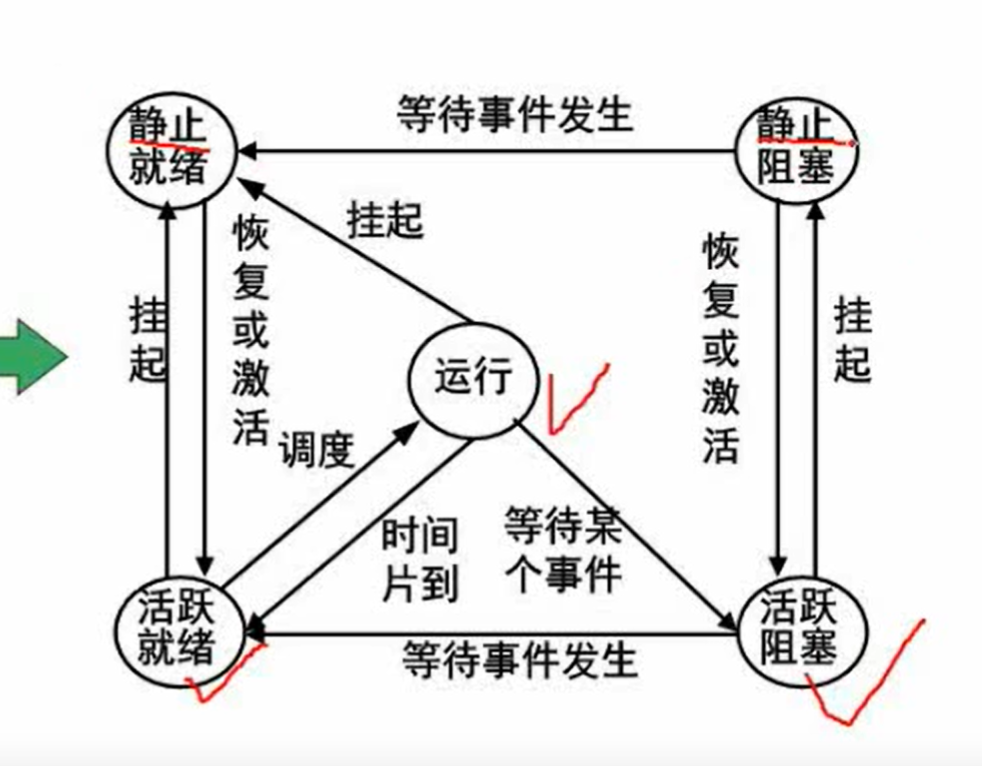 等待事件发生
静止
就绪
静止
阻塞
挂起
恢复或激活
挂起
恢复或激活
挂起
运行
调度
时间
片到
等待某
个事件
活跃
就绪
活跃
阻塞
等待事件发生